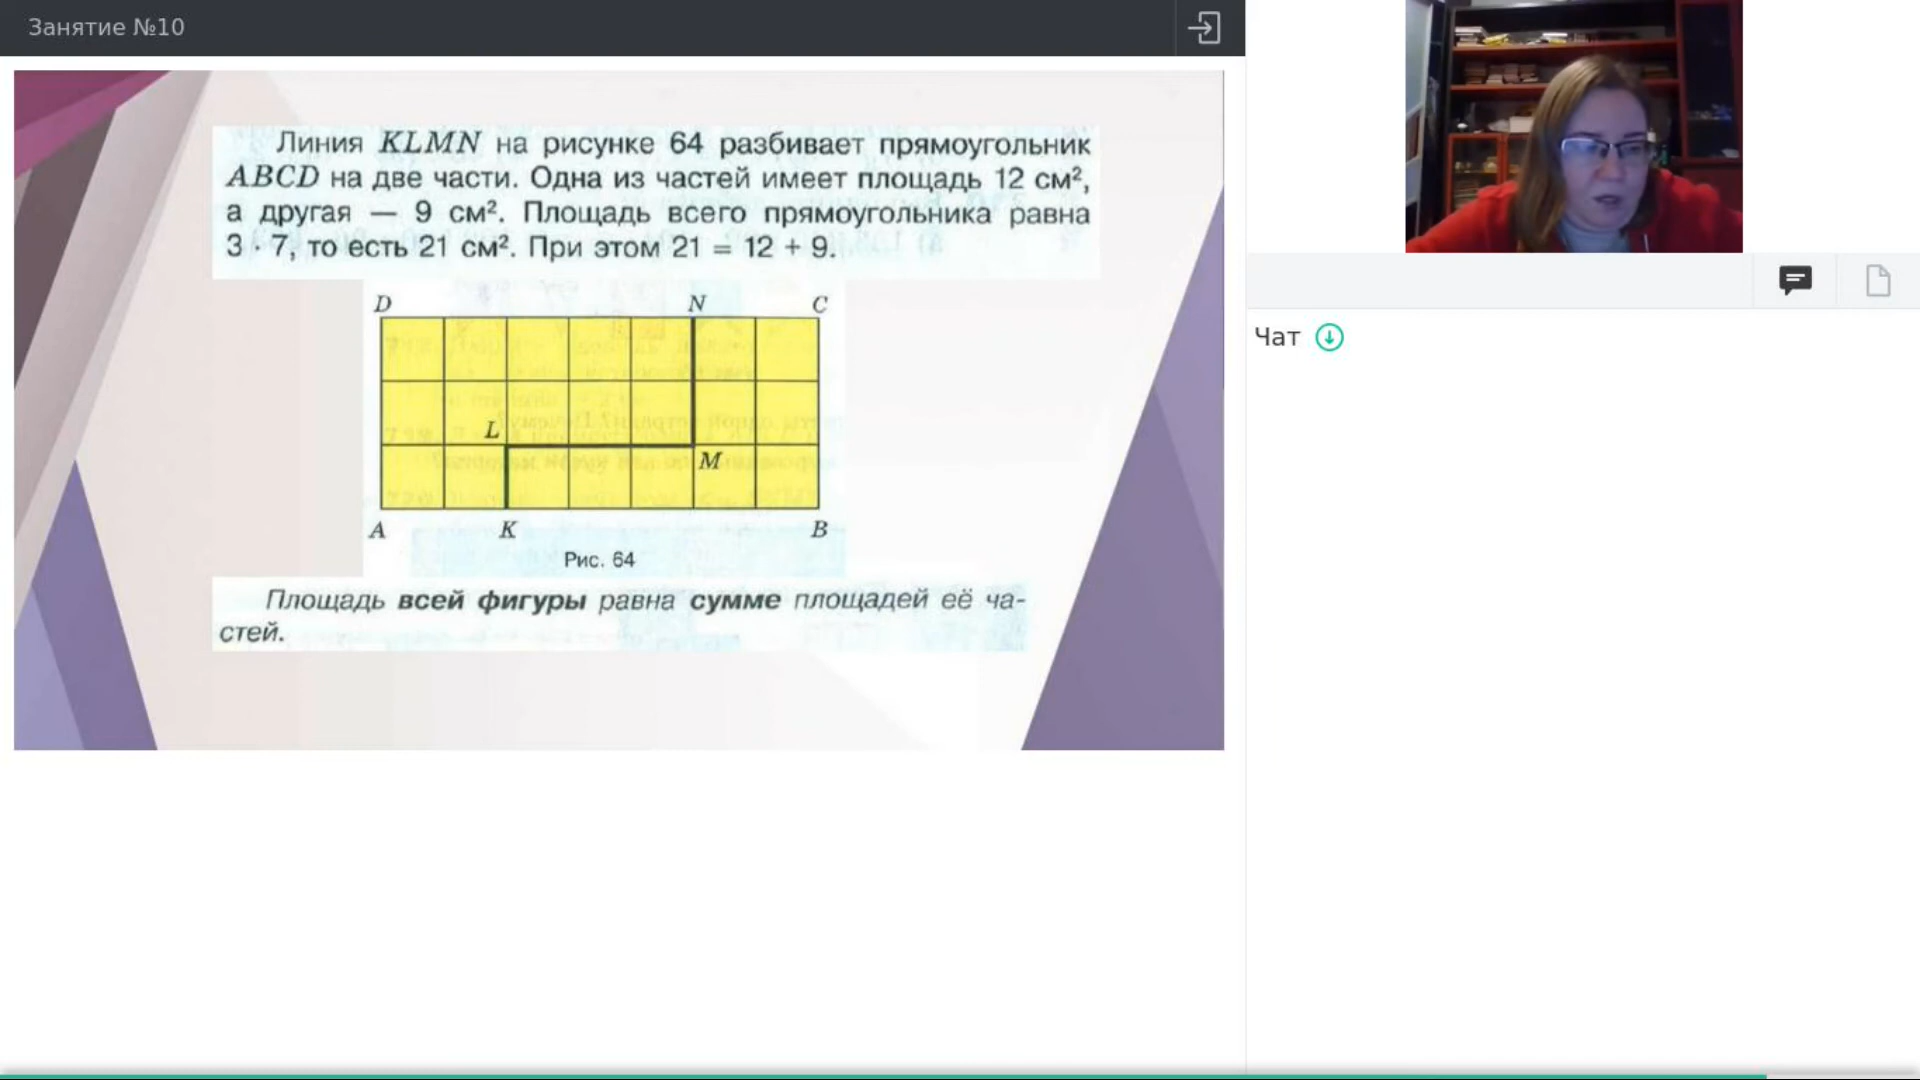 Занятие №10
Линия KLMN на рисунке 64 разбивает прямоугольник
ABCD на две части. Одна из частей имеет площадь 12 см²,
а другая — 9 см². Площадь всего прямоугольника равна
3 · 7, то есть 21 см². При этом 21 = 12 + 9.
D N C
L
M
A K B
Рис. 64
Площадь всей фигуры равна сумме площадей её ча-
стей.
Чат